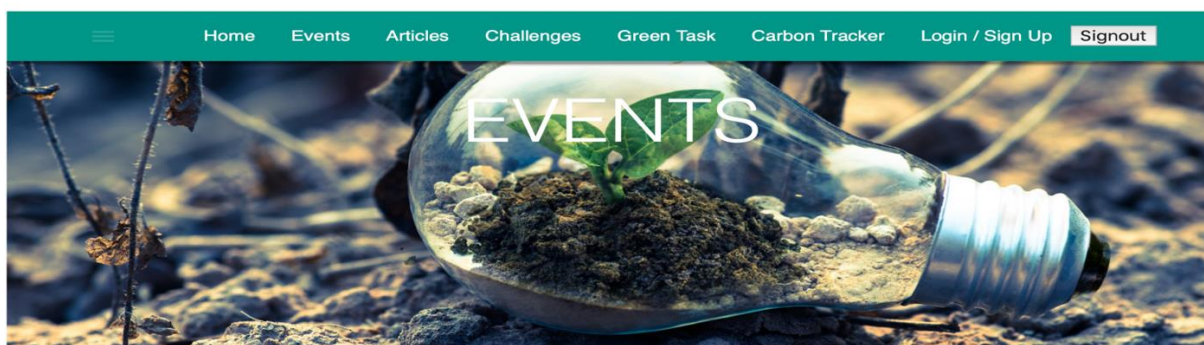 Home Events Articles Challenges Green Task Carbon Tracker Login / Sign Up Signout
EVENTS